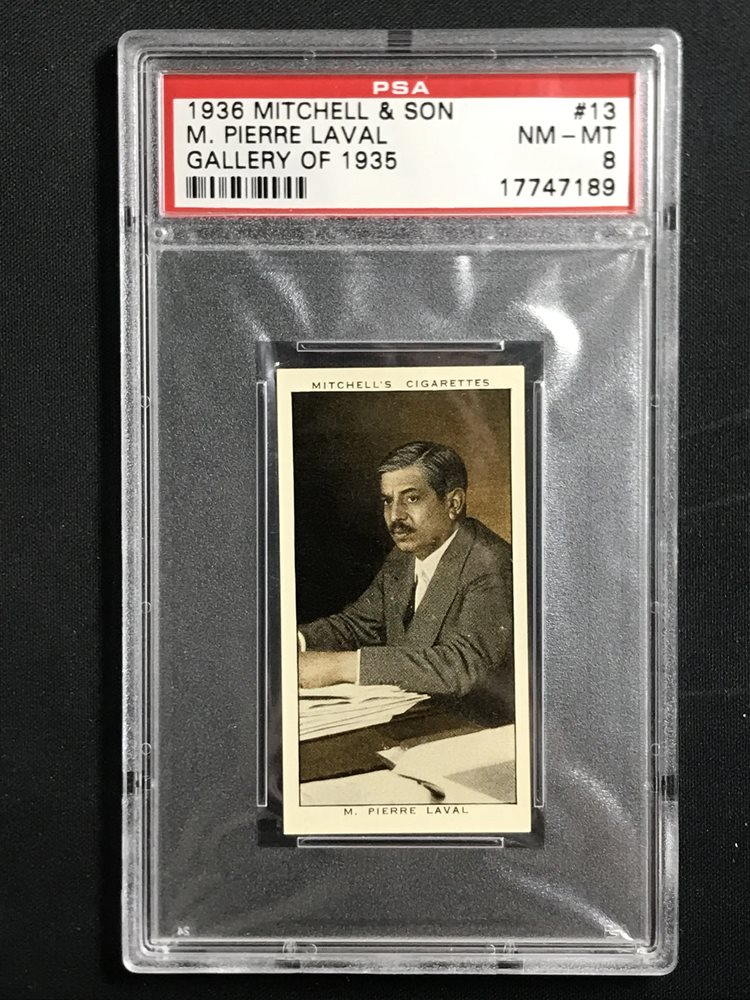 PSA
1936 MITCHELL & SON #13
M. PIERRE LAVAL NM - MT
GALLERY OF 1935 8
17747189
MITCHELL'S CIGARETTES
M. PIERRE LAVAL